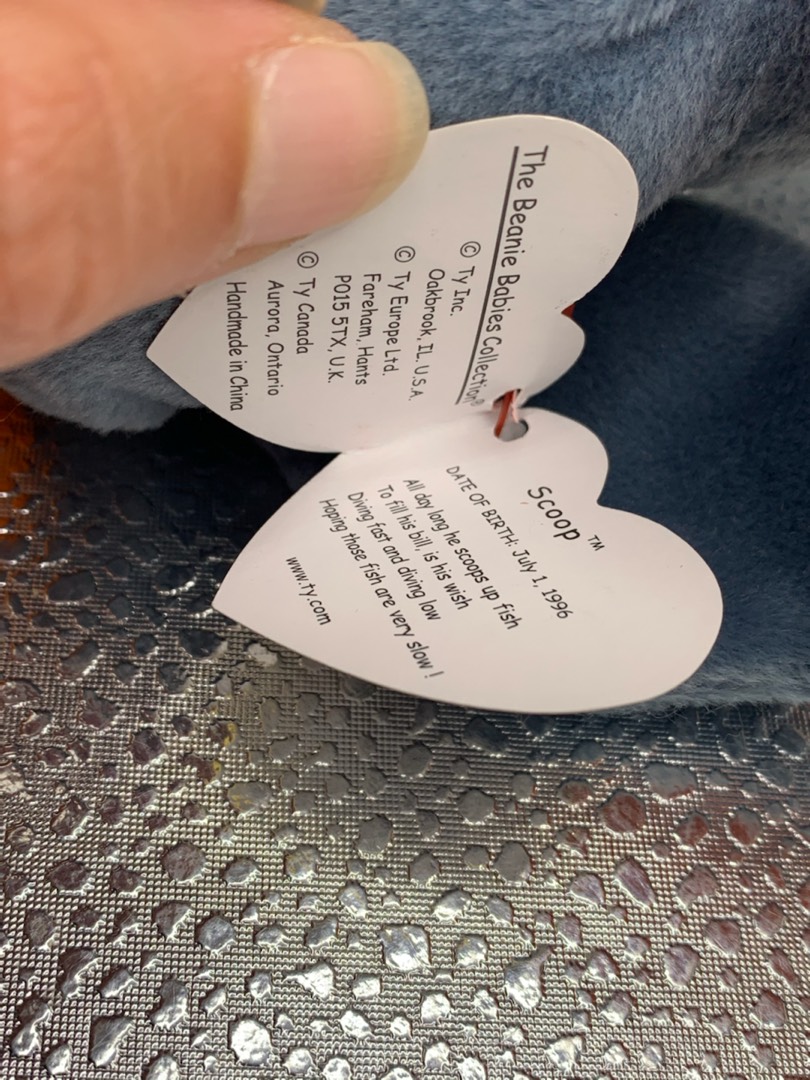 The Beanie Babies Collection®
© Ty Inc.
Oakbrook, IL. U.S.A.
© Ty Europe Ltd.
Fareham, Hants
PO15 5TX, U.K.
© Ty Canada
Aurora, Ontario
Handmade in China
Scoop ™
DATE OF BIRTH: July 1, 1996
All day long he scoops up fish
To fill his bill, is his wish
Diving fast and diving low
Hoping those fish are very slow!
www.ty.com